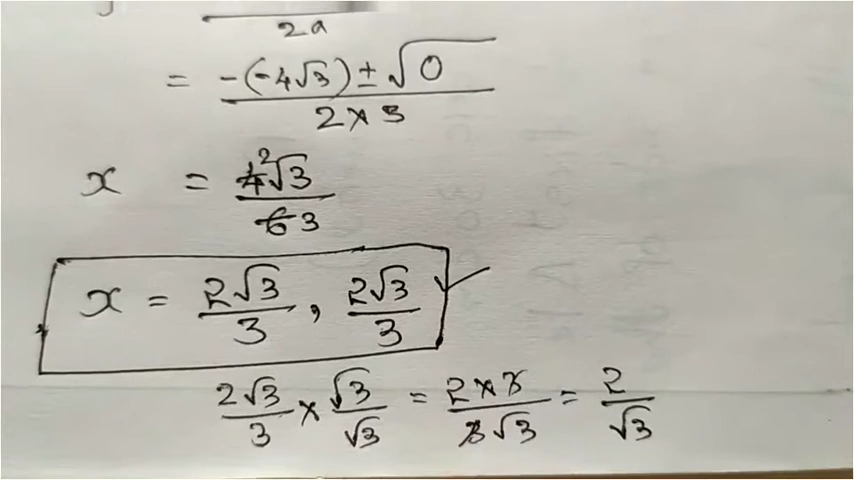 2a
= -(-4√3) ± √0 / 2 × 3
x = 4 2√3 / 6 3
x = 2√3/3 , 2√3/3 ✓
2√3/3 × √3/√3 = 2 × 3 / 3√3 = 2/√3